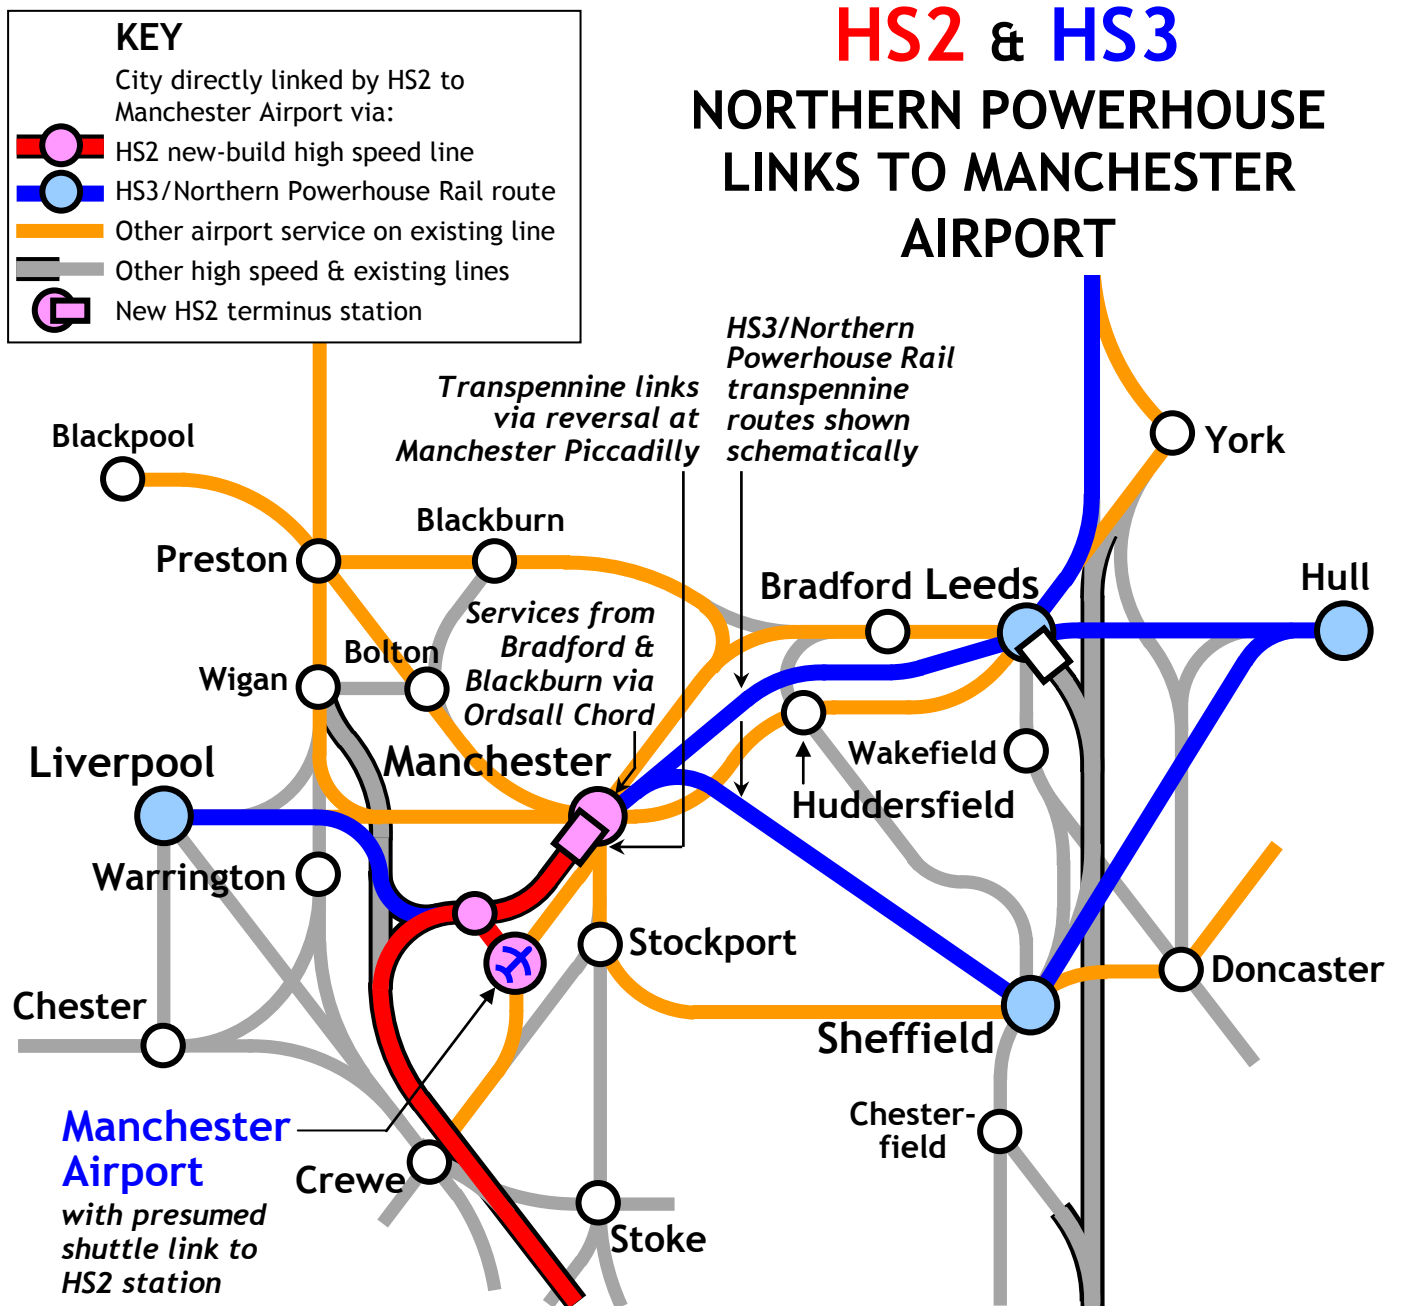 KEY
City directly linked by HS2 to
Manchester Airport via:
HS2 new-build high speed line
HS3/Northern Powerhouse Rail route
Other airport service on existing line
Other high speed & existing lines
New HS2 terminus station
HS2 & HS3
NORTHERN POWERHOUSE
LINKS TO MANCHESTER
AIRPORT
HS3/Northern
Powerhouse Rail
transpennine
routes shown
schematically
Transpennine links
via reversal at
Manchester Piccadilly
Blackpool
York
Blackburn
Preston
Bradford
Leeds
Hull
Services from
Bradford &
Blackburn via
Ordsall Chord
Bolton
Wigan
Liverpool
Manchester
Wakefield
Huddersfield
Warrington
Stockport
Doncaster
Chester
Sheffield
Manchester
Airport
with presumed
shuttle link to
HS2 station
Chester-
field
Crewe
Stoke